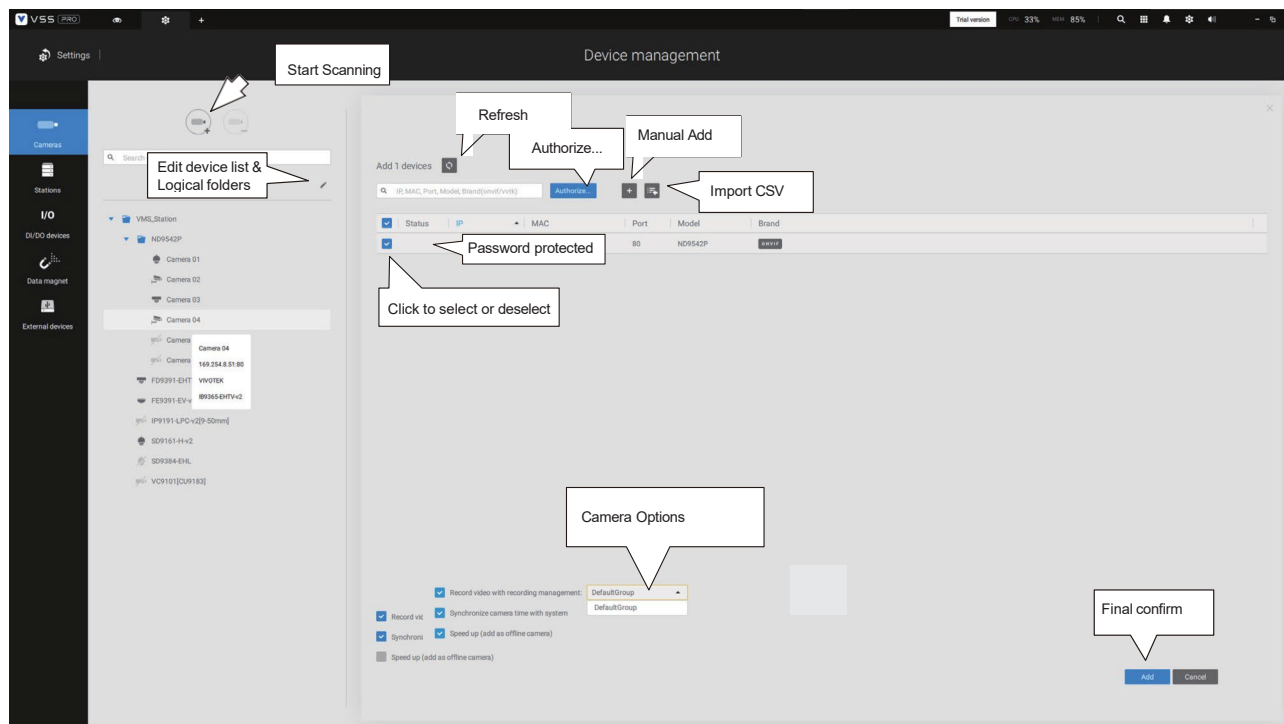 VSS PRO
+
Trial version
CPU 33%
MEM 85%
Settings
Device management
Start Scanning
Cameras
Stations
I/O
DI/DO devices
Data magnet
External devices
Search
Edit device list &
Logical folders
VMS_Station
ND9542P
Camera 01
Camera 02
Camera 03
Camera 04
Camera
Camera
Camera 04
169.254.8.51:80
VIVOTEK
IB9365-EHTV-v2
FD9391-EHT
FE9391-EV-v
IP9191-LPC-v2[9-50mm]
SD9161-H-v2
SD9384-EHL
VC9101[CU9183]
Refresh
Authorize...
Manual Add
Import CSV
Add 1 devices
IP, MAC, Port, Model, Brand(onvif/vvtk)
Authorize...
+
Status IP MAC Port Model Brand
80 ND9542P ONVIF
Password protected
Click to select or deselect
Camera Options
Record video with recording management: DefaultGroup
DefaultGroup
Synchronize camera time with system
Speed up (add as offline camera)
Record vic
Synchroni
Speed up (add as offline camera)
Final confirm
Add
Cancel